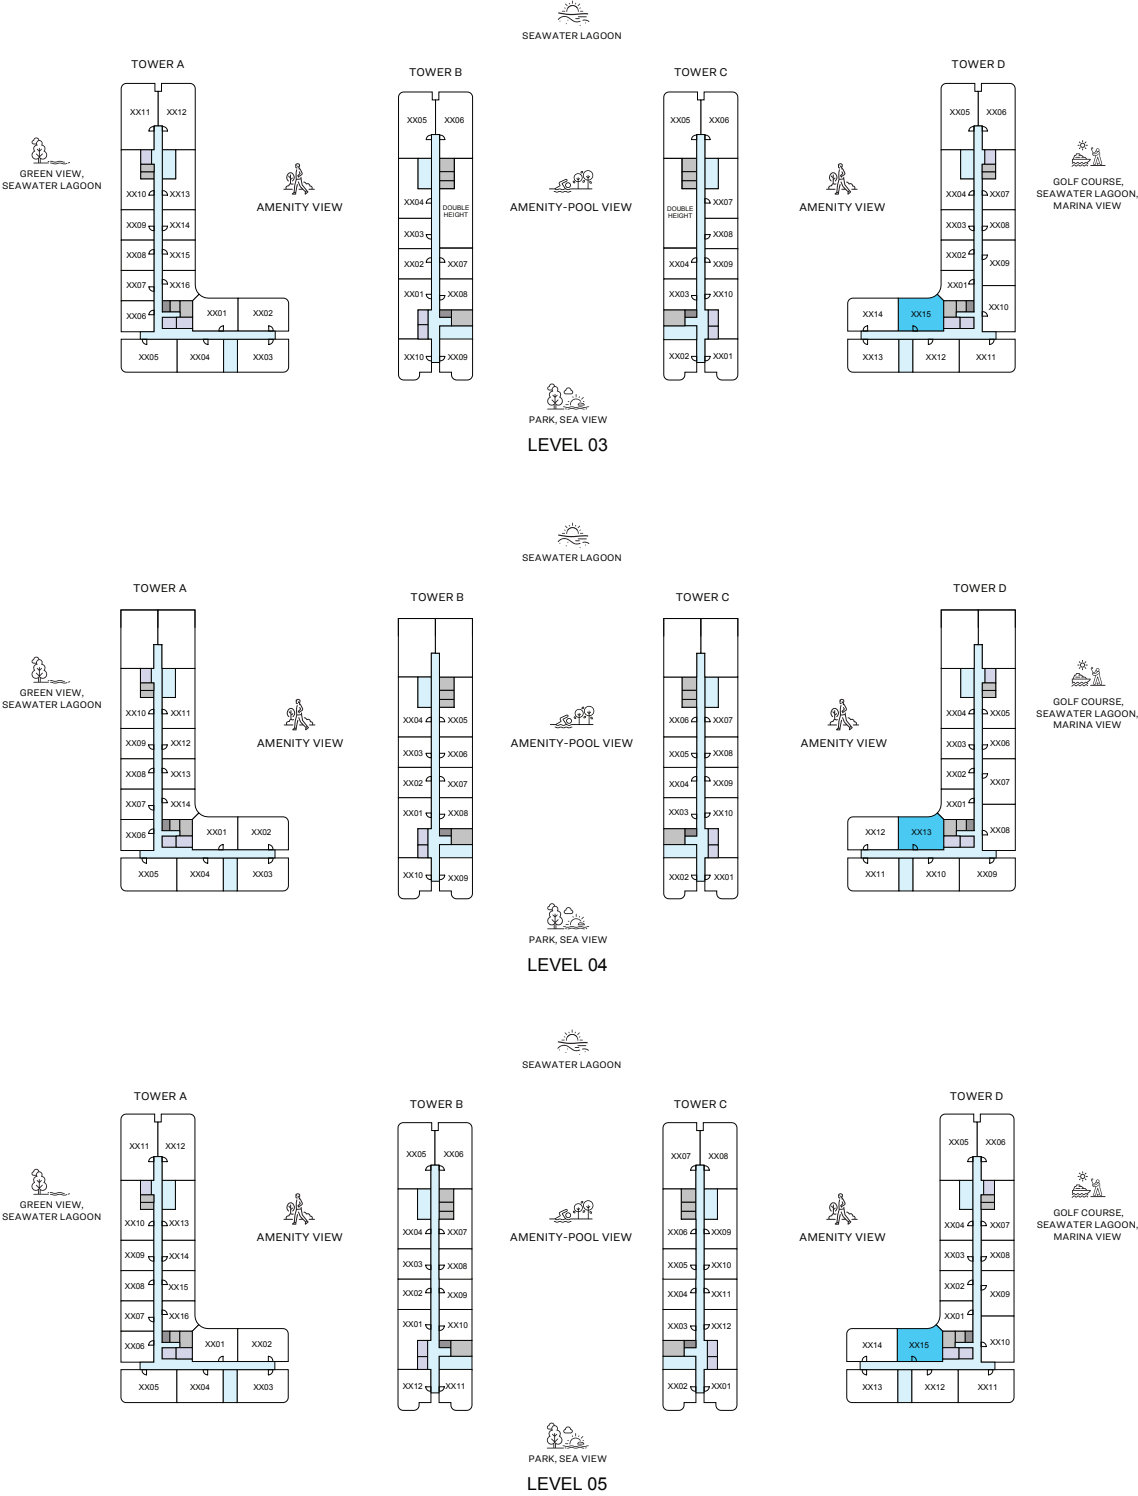 SEAWATER LAGOON
TOWER A
TOWER B
TOWER C
TOWER D
XX11 XX12
XX05 XX06
XX05 XX06
XX05 XX06
GREEN VIEW,
SEAWATER LAGOON
GOLF COURSE,
SEAWATER LAGOON,
MARINA VIEW
AMENITY VIEW
AMENITY-POOL VIEW
AMENITY VIEW
XX10 XX13
XX04
DOUBLE
HEIGHT
DOUBLE
HEIGHT
XX07
XX04 XX07
XX09 XX14
XX03
XX08
XX03 XX08
XX08 XX15
XX02 XX07
XX04 XX09
XX02 XX09
XX07 XX16
XX01 XX08
XX03 XX10
XX01
XX10
XX06
XX01
XX02
XX14
XX15
XX05
XX04
XX03
XX10 XX09
XX02 XX01
XX13
XX12
XX11
PARK, SEA VIEW
LEVEL 03
SEAWATER LAGOON
TOWER A
TOWER B
TOWER C
TOWER D
GREEN VIEW,
SEAWATER LAGOON
GOLF COURSE,
SEAWATER LAGOON,
MARINA VIEW
AMENITY VIEW
AMENITY-POOL VIEW
AMENITY VIEW
XX10 XX11
XX04 XX05
XX06 XX07
XX04 XX05
XX09 XX12
XX03 XX06
XX05 XX08
XX03 XX06
XX08 XX13
XX02 XX07
XX04 XX09
XX02 XX07
XX07 XX14
XX01 XX08
XX03 XX10
XX01
XX08
XX06
XX01
XX02
XX12
XX13
XX05
XX04
XX03
XX10 XX09
XX02 XX01
XX11
XX10
XX09
PARK, SEA VIEW
LEVEL 04
SEAWATER LAGOON
TOWER A
TOWER B
TOWER C
TOWER D
XX11 XX12
XX05 XX06
XX07 XX08
XX05 XX06
GREEN VIEW,
SEAWATER LAGOON
GOLF COURSE,
SEAWATER LAGOON,
MARINA VIEW
AMENITY VIEW
AMENITY-POOL VIEW
AMENITY VIEW
XX10 XX13
XX04 XX07
XX06 XX09
XX04 XX07
XX09 XX14
XX03 XX08
XX05 XX10
XX03 XX08
XX08 XX15
XX02 XX09
XX04 XX11
XX02 XX09
XX07 XX16
XX01 XX10
XX03 XX12
XX01
XX10
XX06
XX01
XX02
XX14
XX15
XX05
XX04
XX03
XX12 XX11
XX02 XX01
XX13
XX12
XX11
PARK, SEA VIEW
LEVEL 05